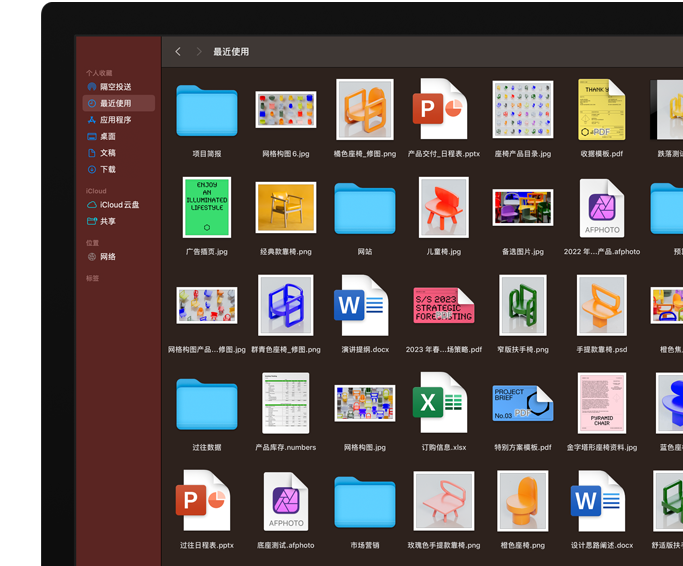 最近使用
个人收藏
隔空投送
最近使用
应用程序
桌面
文稿
下载
iCloud
iCloud云盘
共享
位置
网络
标签
THANK Y
PDF
项目简报
网格构图6.jpg
橘色座椅_修图.png
产品交付_日程表.pptx
座椅产品目录.jpg
收据模板.pdf
跌落测试
ENJOY
AN
ILLUMINATED
LIFESTYLE
AFPHOTO
广告插页.jpg
经典款靠椅.png
网站
儿童椅.jpg
备选图片.jpg
2022 年...产品.afphoto
S/S 2023
STRATEGIC
FORECASTING
网格构图产品...修图.jpg
群青色座椅_修图.png
演讲提纲.docx
2023 年春...场策略.pdf
窄版扶手椅.png
手提款靠椅.psd
橙色焦
PROJECT
BRIEF
No.03
PDF
PYRAMID
CHAIR
过往数据
产品库存.numbers
网格构图.jpg
订购信息.xlsx
特别方案模板.pdf
金字塔形座椅资料.jpg
蓝色座
AFPHOTO
过往日程表.pptx
底座测试.afphoto
市场营销
玫瑰色手提款靠椅.png
橙色座椅.png
设计思路阐述.docx
舒适版扶手